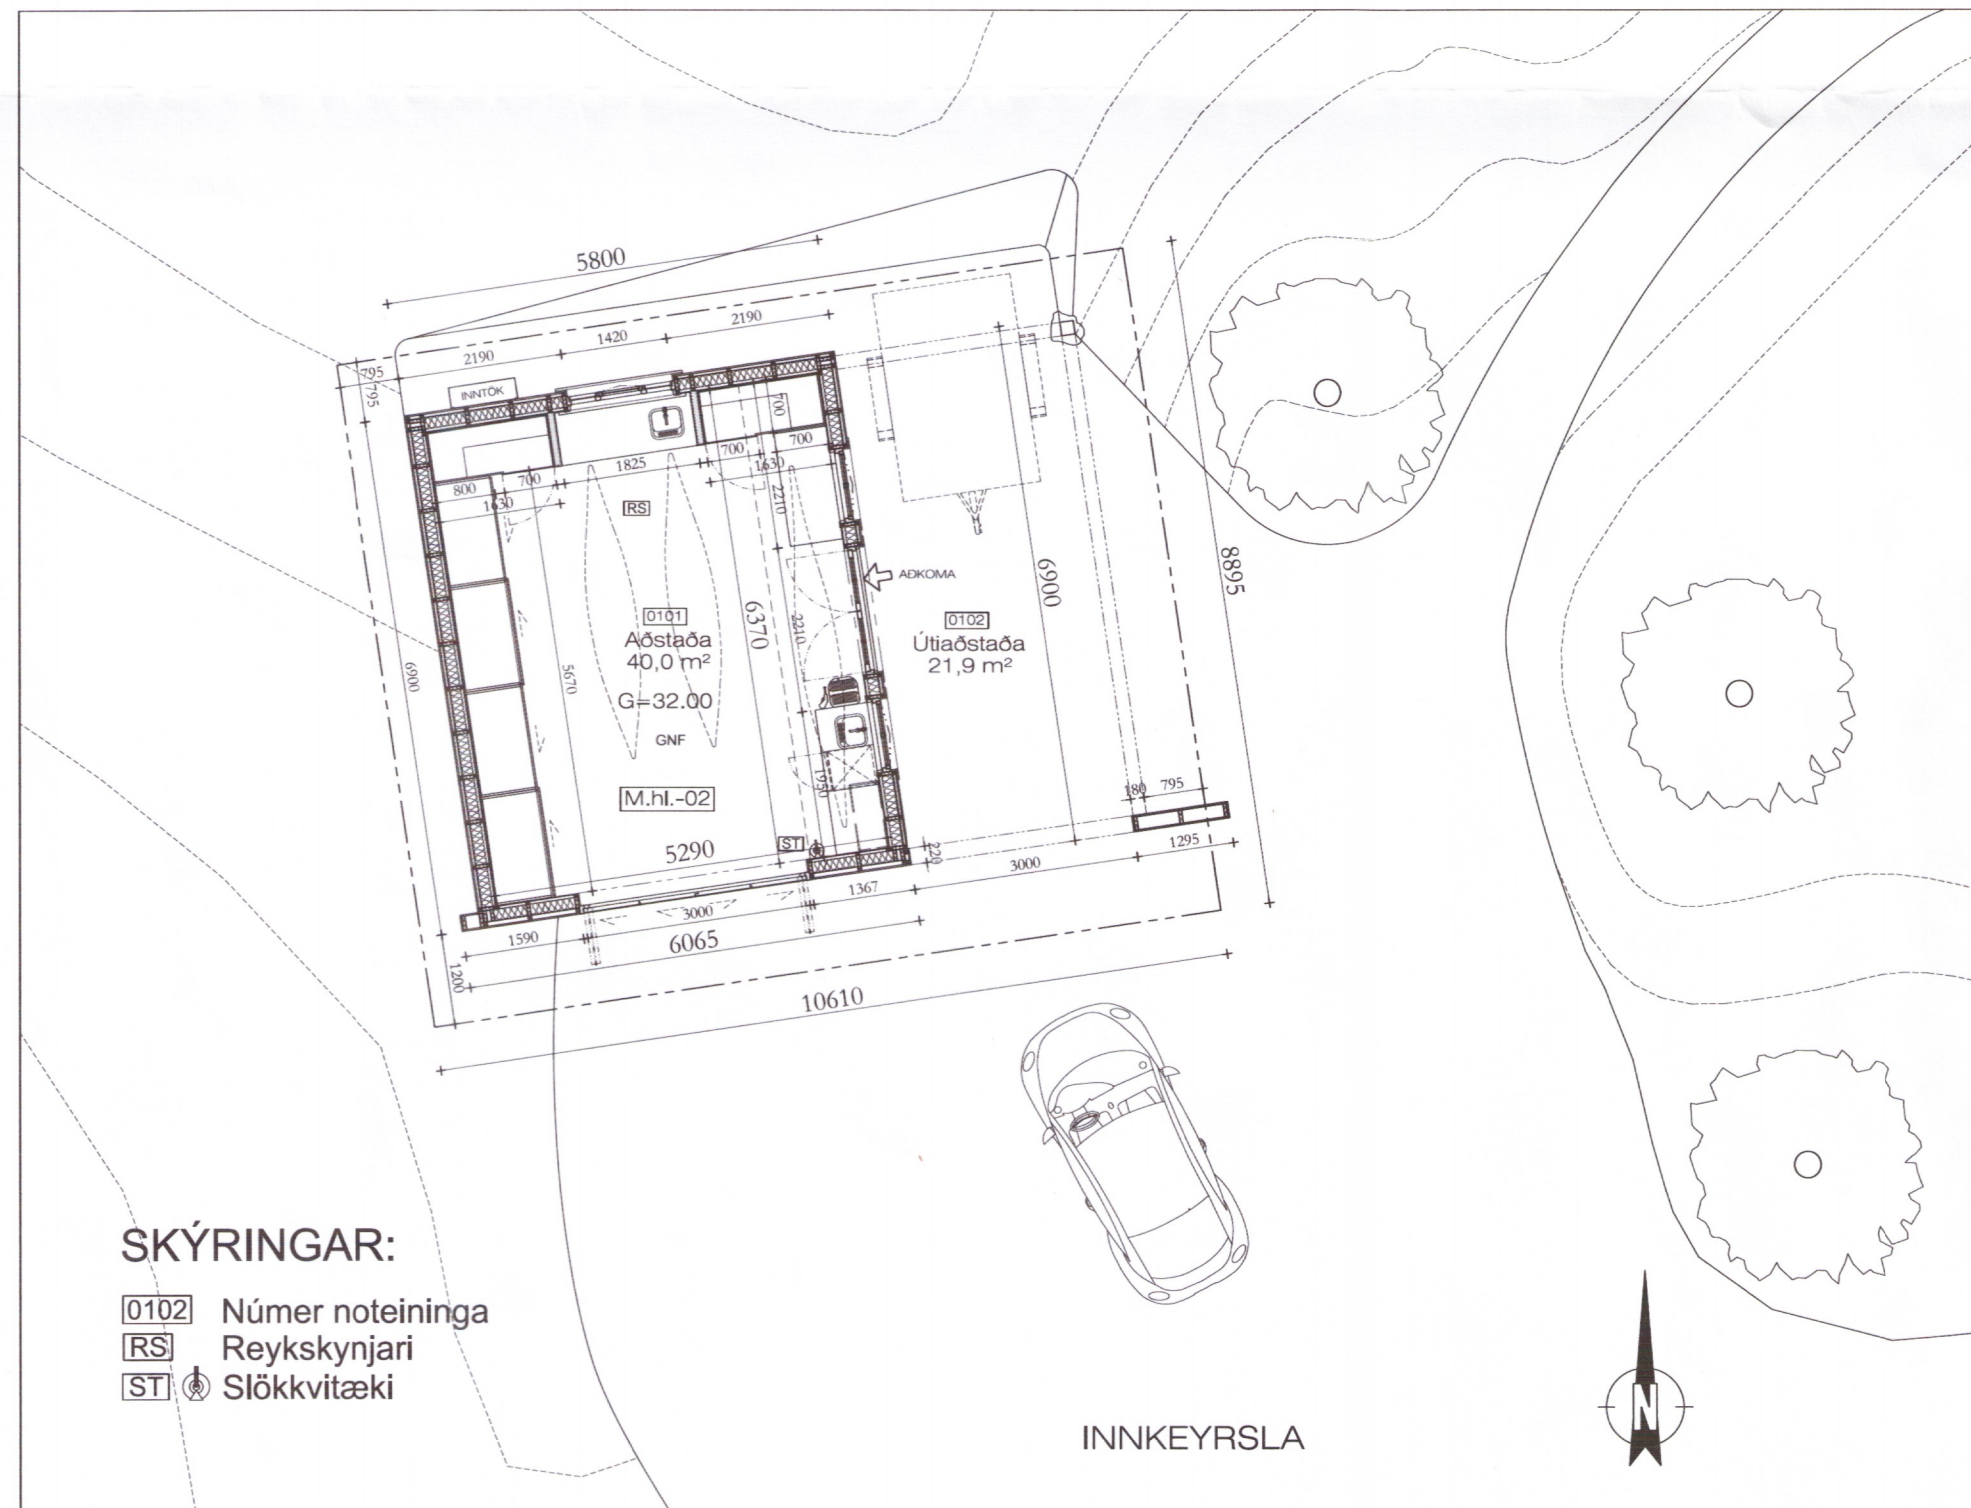 5800
2190
1420
2190
795
795
INNTÖK
700
700
700
1630
1825
800
700
1630
2210
RS
AÐKOMA
6900
8895
0101
Aðstaða
40,0 m²
G=32.00
GNF
M.hl.-02
6370
2210
0102
Útiaðstaða
21,9 m²
6900
5670
1950
180
795
ST
5290
220
3000
1295
1367
3000
1590
6065
1200
10610
SKÝRINGAR:
0102 Númer noteininga
RS Reykskynjari
ST Slökkvitæki
INNKEYRSLA
N